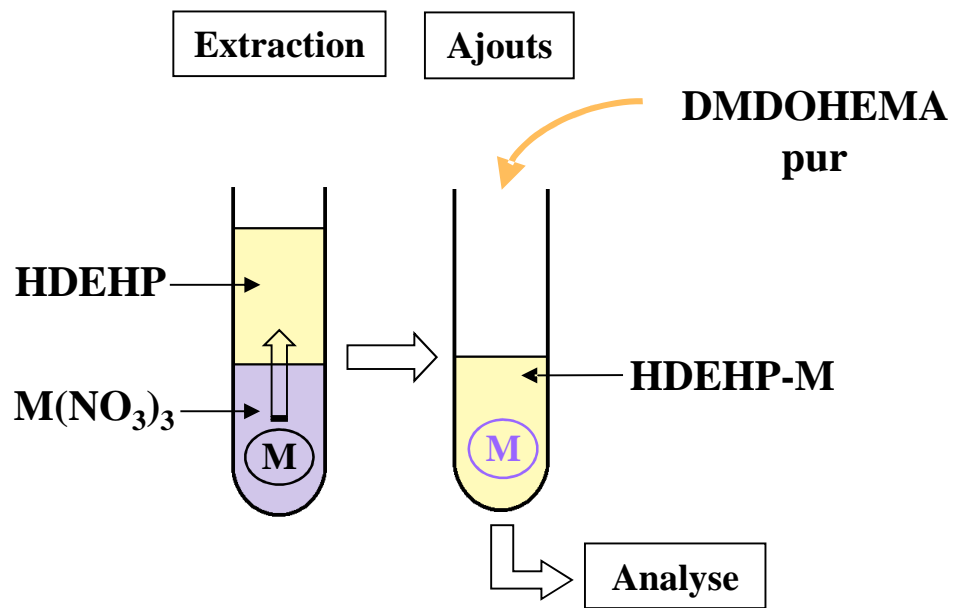 Extraction
Ajouts
DMDOHEMA
pur
HDEHP
M(NO₃)₃
M
HDEHP-M
M
Analyse